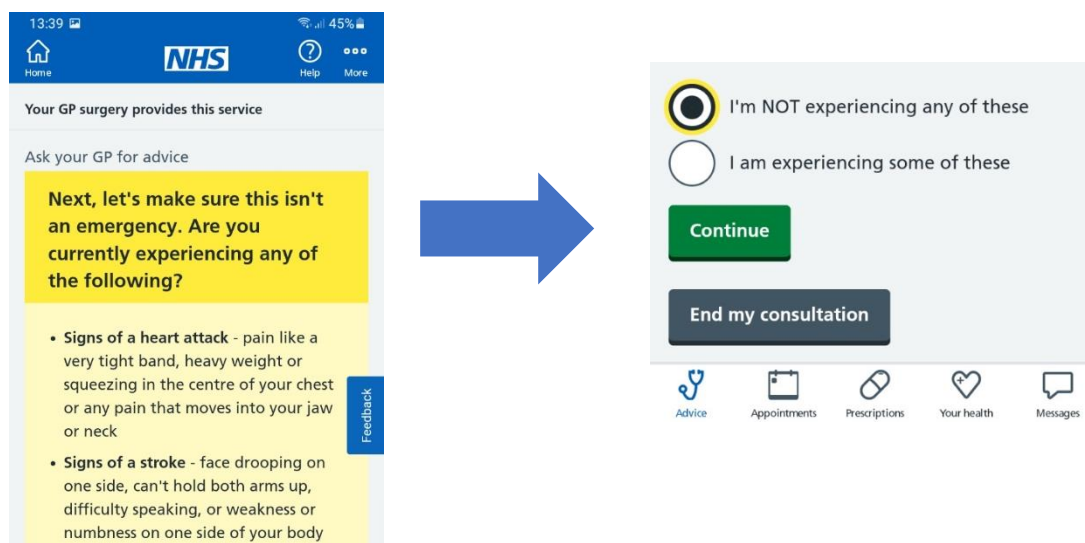 13:39 45%
NHS
Home Help More
Your GP surgery provides this service
Ask your GP for advice
Next, let's make sure this isn't
an emergency. Are you
currently experiencing any of
the following?
• Signs of a heart attack - pain like a
very tight band, heavy weight or
squeezing in the centre of your chest
or any pain that moves into your jaw
or neck
Feedback
• Signs of a stroke - face drooping on
one side, can't hold both arms up,
difficulty speaking, or weakness or
numbness on one side of your body
I'm NOT experiencing any of these
I am experiencing some of these
Continue
End my consultation
Advice Appointments Prescriptions Your health Messages